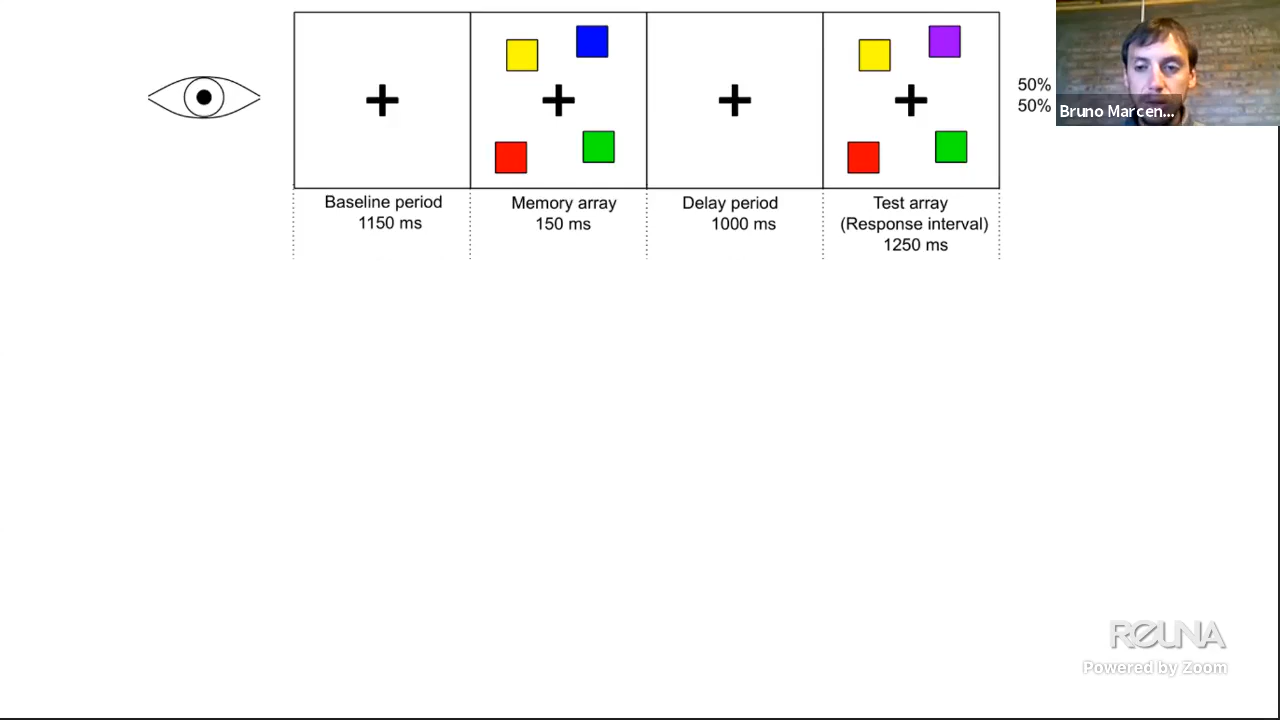 50%
50%
Bruno Marcen...
Baseline period
1150 ms
Memory array
150 ms
Delay period
1000 ms
Test array
(Response interval)
1250 ms
REUNA
Powered by Zoom